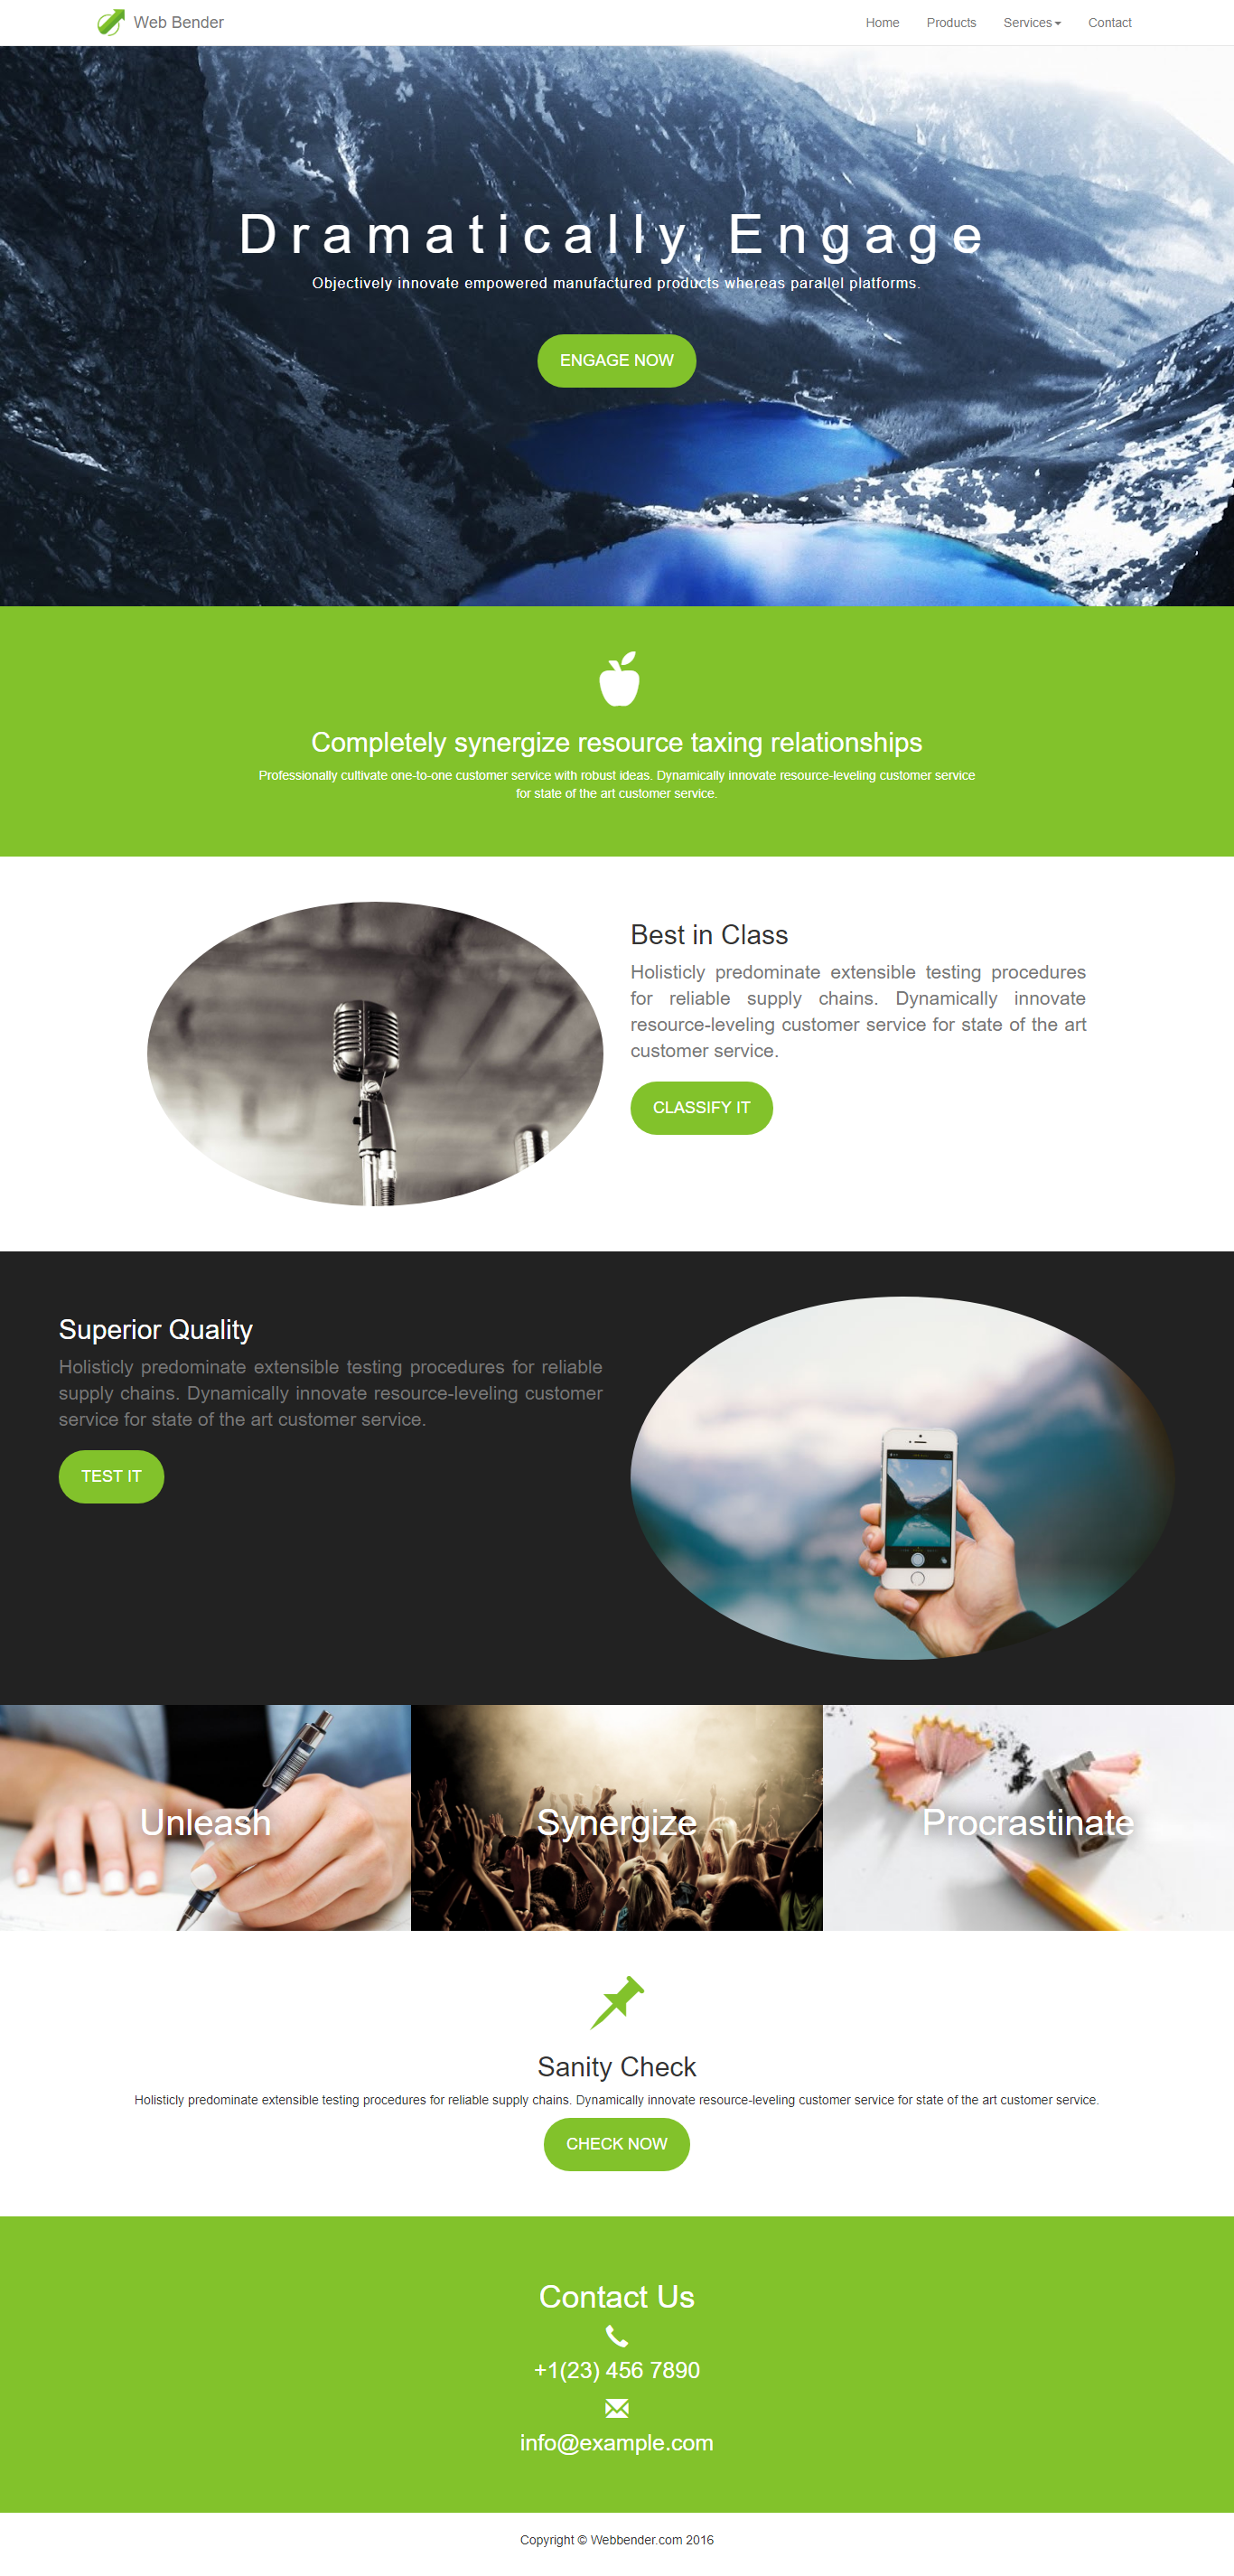 Web Bender
Home Products Services Contact
Dramatically Engage
Objectively innovate empowered manufactured products whereas parallel platforms.
ENGAGE NOW
Completely synergize resource taxing relationships
Professionally cultivate one-to-one customer service with robust ideas. Dynamically innovate resource-leveling customer service
for state of the art customer service.
Best in Class
Holisticly predominate extensible testing procedures
for reliable supply chains. Dynamically innovate
resource-leveling customer service for state of the art
customer service.
CLASSIFY IT
Superior Quality
Holisticly predominate extensible testing procedures for reliable
supply chains. Dynamically innovate resource-leveling customer
service for state of the art customer service.
TEST IT
Unleash
Synergize
Procrastinate
Sanity Check
Holisticly predominate extensible testing procedures for reliable supply chains. Dynamically innovate resource-leveling customer service for state of the art customer service.
CHECK NOW
Contact Us
+1(23) 456 7890
info@example.com
Copyright © Webbender.com 2016